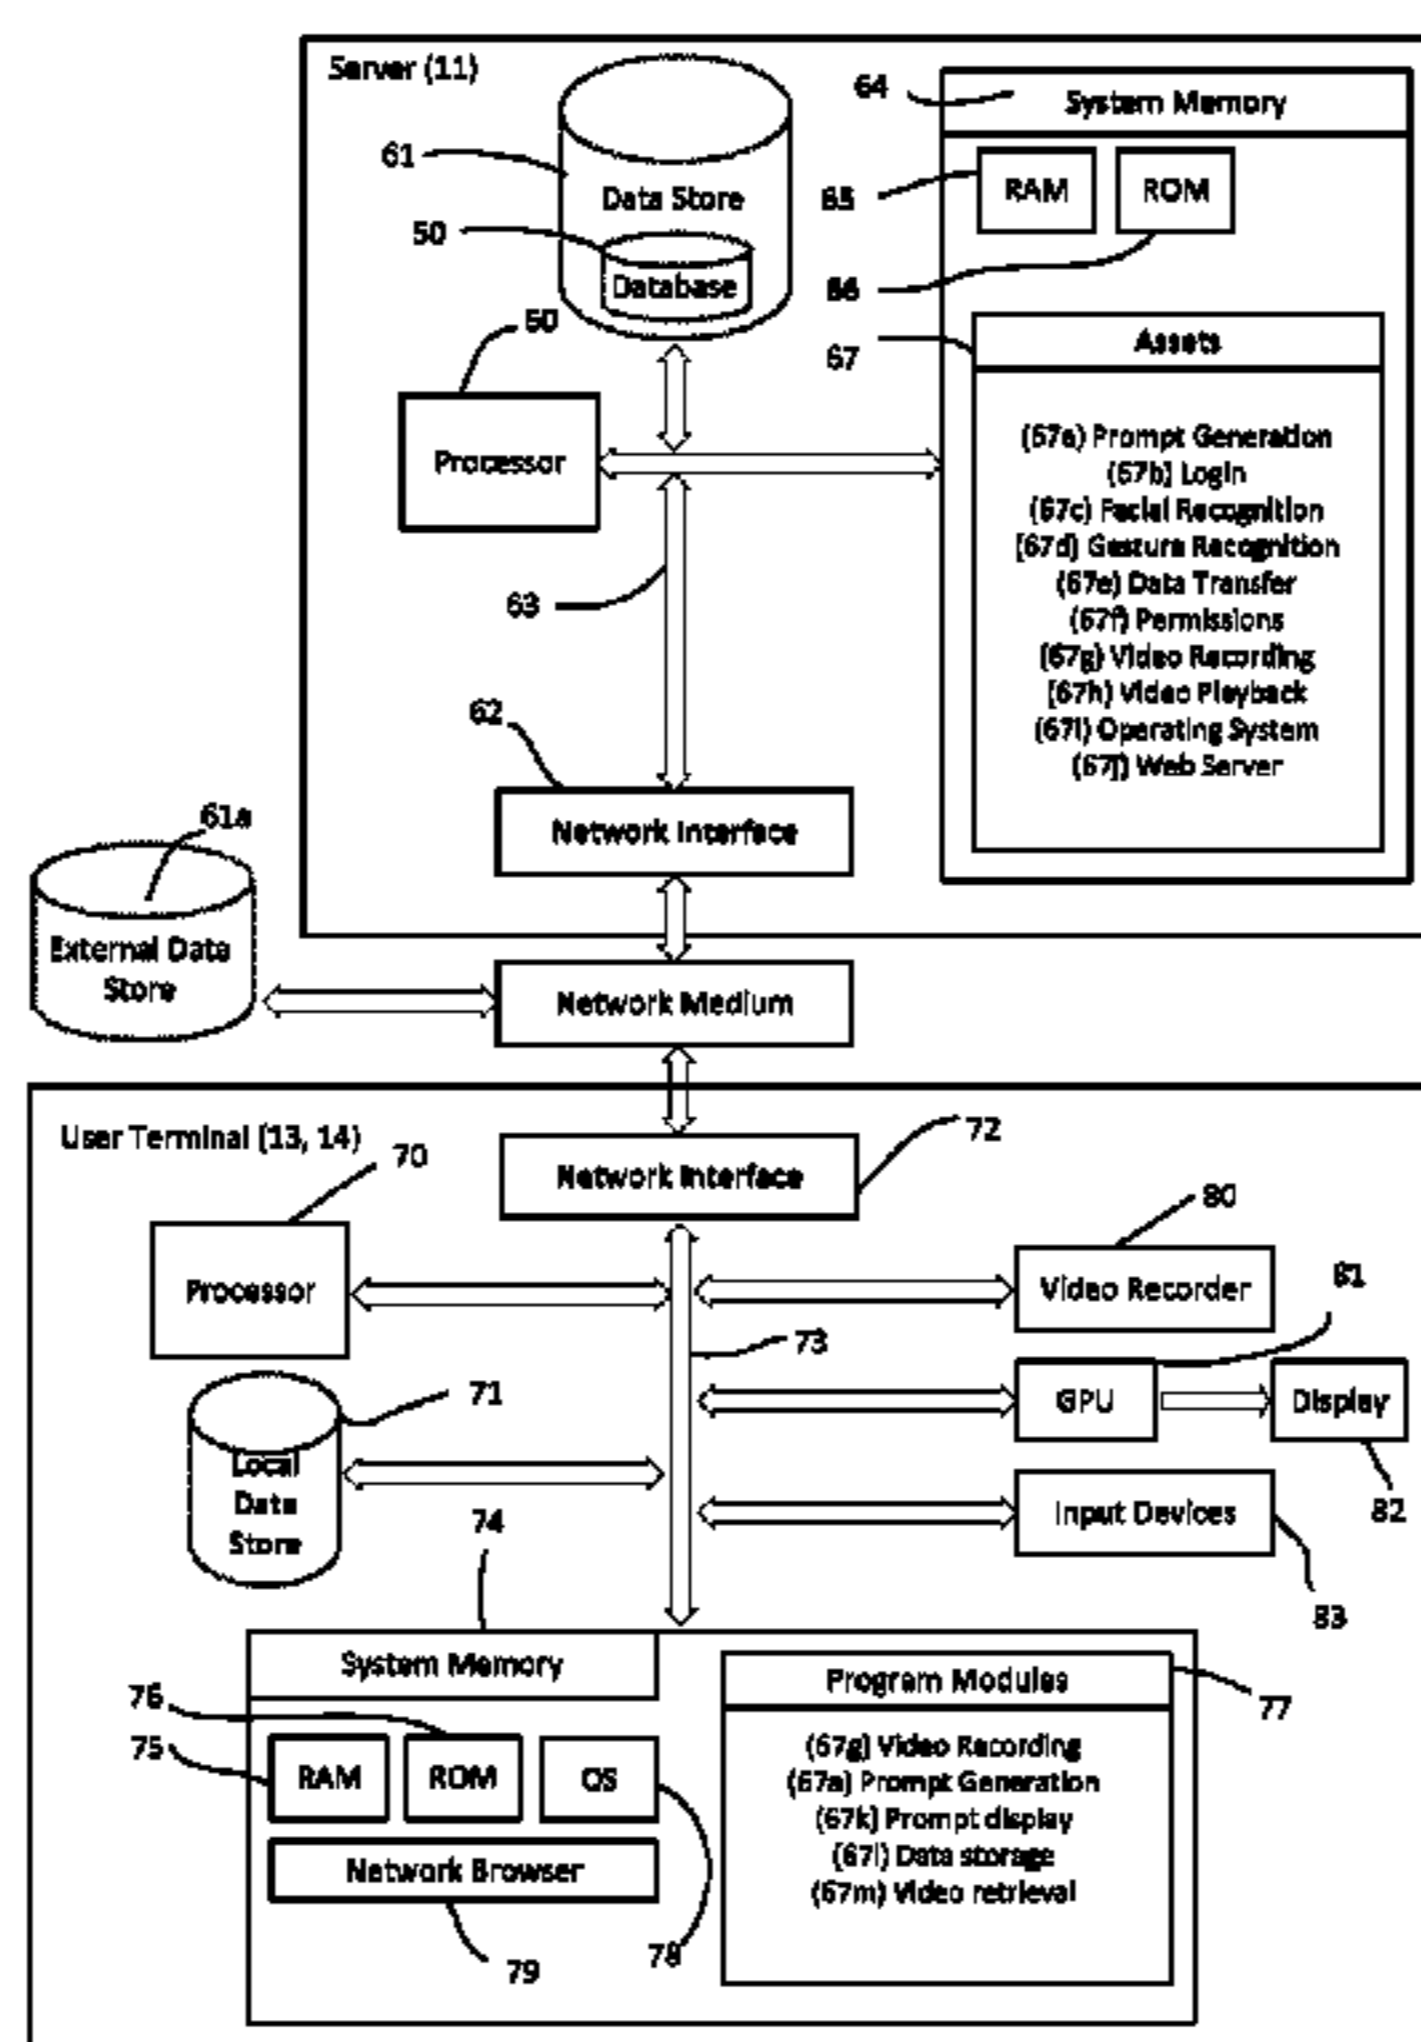 Server (11)
64
System Memory
61
Data Store
65
RAM
ROM
50
Database
66
60
67
Assets
Processor
(67a) Prompt Generation
(67b) Login
(67c) Facial Recognition
(67d) Gesture Recognition
(67e) Data Transfer
(67f) Permissions
(67g) Video Recording
(67h) Video Playback
(67i) Operating System
(67j) Web Server
63
62
Network Interface
61a
External Data
Store
Network Medium
User Terminal (13, 14)
70
72
Network Interface
80
Processor
Video Recorder
81
73
71
GPU
Display
Local
Data
Store
74
Input Devices
82
83
System Memory
Program Modules
76
77
75
RAM
ROM
OS
(67g) Video Recording
(67a) Prompt Generation
(67k) Prompt display
(67l) Data storage
(67m) Video retrieval
Network Browser
79
78